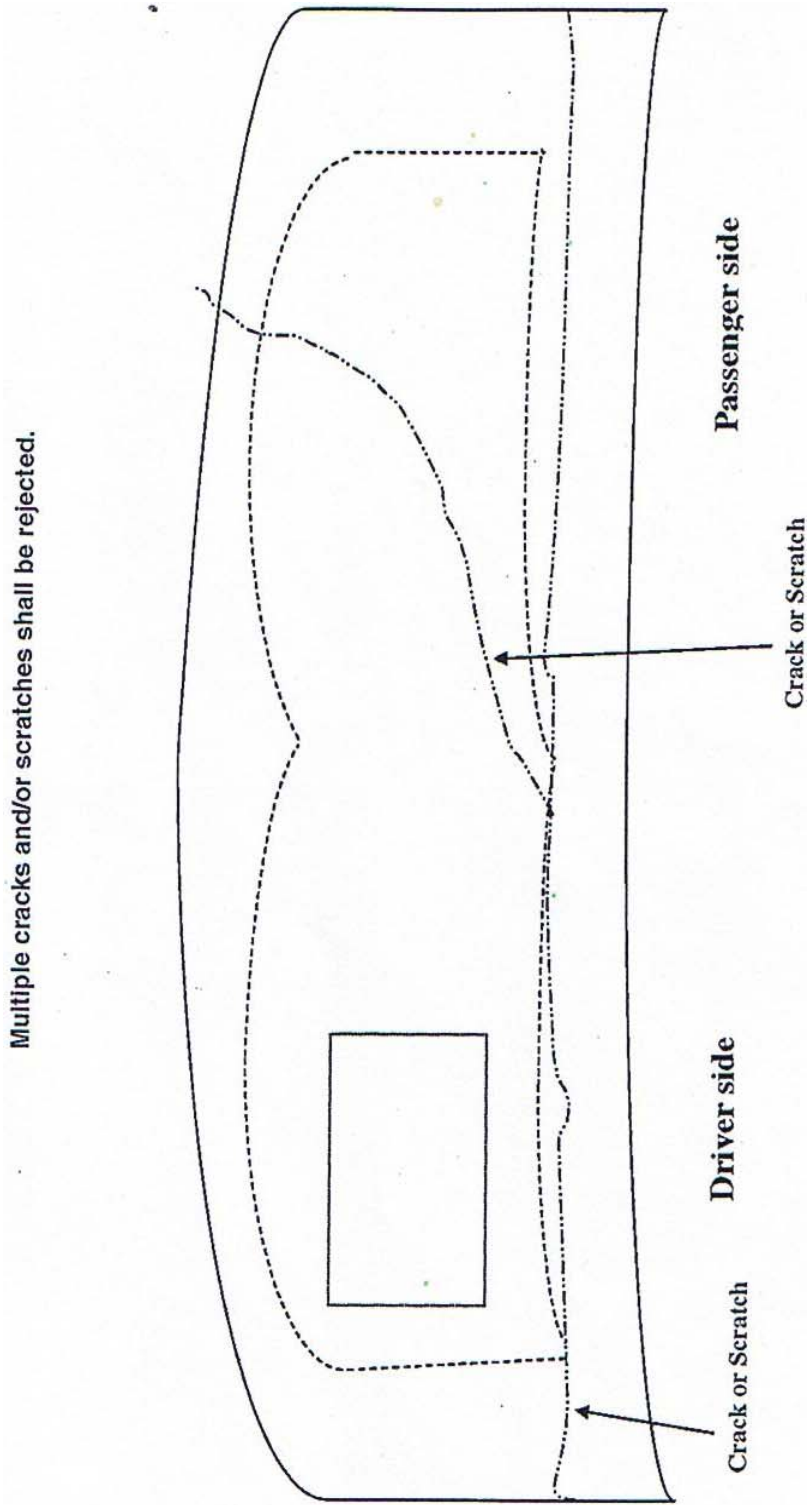 Multiple cracks and/or scratches shall be rejected.
Driver side
Passenger side
Crack or Scratch
Crack or Scratch